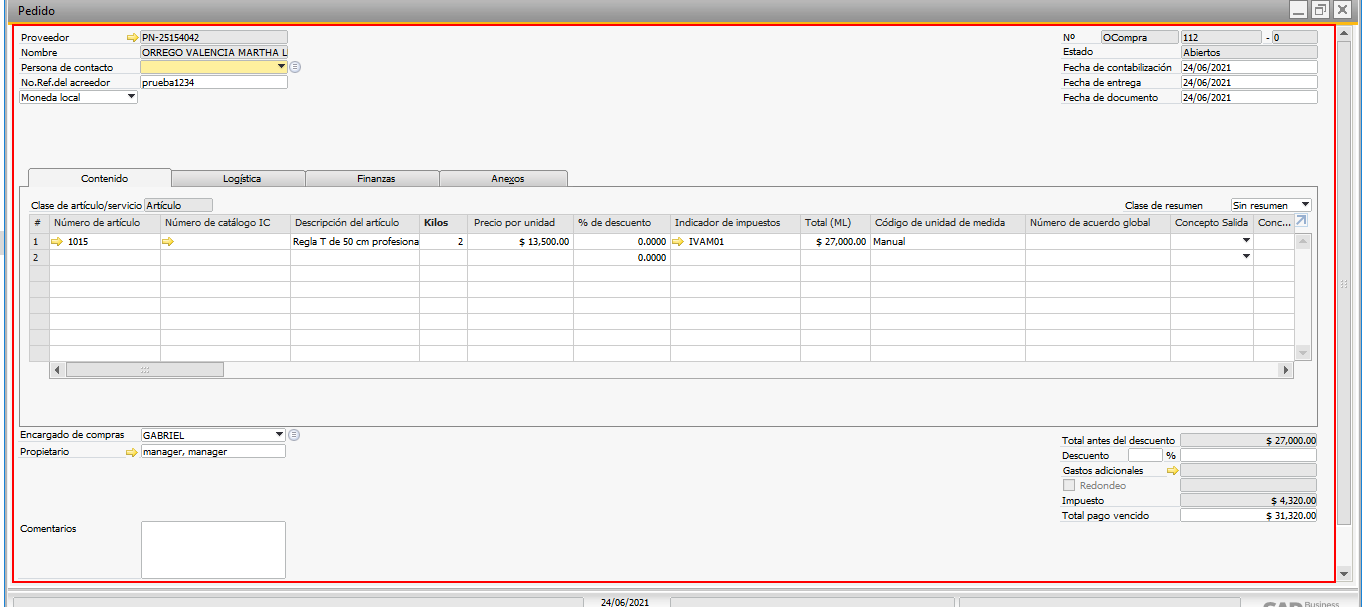 Pedido
Proveedor PN-25154042
Nombre ORREGO VALENCIA MARTHA L
Persona de contacto
No.Ref.del acreedor prueba1234
Moneda local
Nº OCompra 112 - 0
Estado Abiertos
Fecha de contabilización 24/06/2021
Fecha de entrega 24/06/2021
Fecha de documento 24/06/2021
Contenido Logística Finanzas Anexos
Clase de artículo/servicio Artículo
Clase de resumen Sin resumen
# Número de artículo Número de catálogo IC Descripción del artículo Kilos Precio por unidad % de descuento Indicador de impuestos Total (ML) Código de unidad de medida Número de acuerdo global Concepto Salida Conc...
1 1015 Regla T de 50 cm profesiona 2 $ 13,500.00 0.0000 IVAM01 $ 27,000.00 Manual
2 0.0000
Encargado de compras GABRIEL
Propietario manager, manager
Comentarios
Total antes del descuento $ 27,000.00
Descuento %
Gastos adicionales
Redondeo
Impuesto $ 4,320.00
Total pago vencido $ 31,320.00
24/06/2021
Business